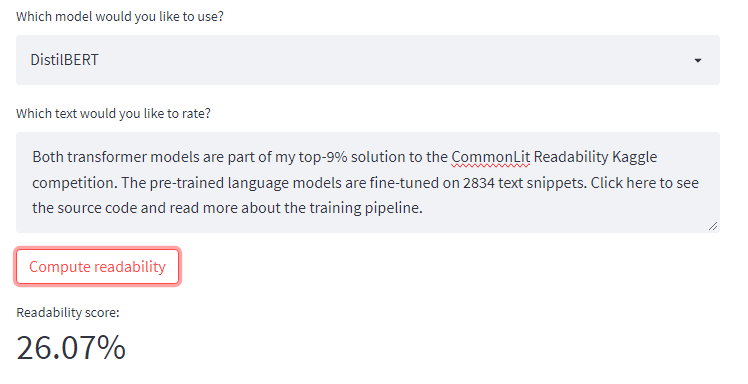 Which model would you like to use?
DistilBERT
Which text would you like to rate?
Both transformer models are part of my top-9% solution to the CommonLit Readability Kaggle
competition. The pre-trained language models are fine-tuned on 2834 text snippets. Click here to see
the source code and read more about the training pipeline.
Compute readability
Readability score:
26.07%